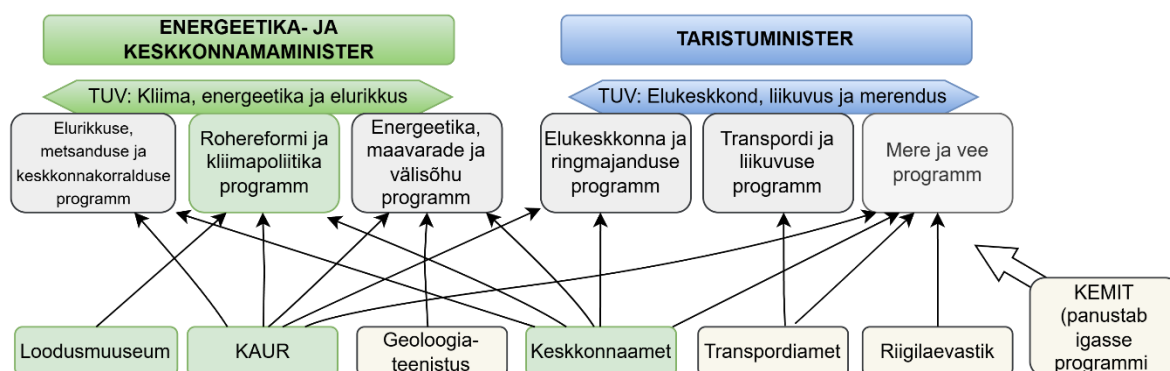 ENERGEETIKA- JA
KESKKONNAMAMINISTER
TARISTUMINISTER
TUV: Kliima, energeetika ja elurikkus
TUV: Elukeskkond, liikuvus ja merendus
Elurikkuse,
metsanduse ja
keskkonnakorralduse
programm
Rohereformi ja
kliimapoliitika
programm
Energeetika,
maavarade ja
välisõhu
programm
Elukeskkonna ja
ringmajanduse
programm
Transpordi ja
liikuvuse
programm
Mere ja vee
programm
Loodusmuuseum
KAUR
Geoloogia-
teenistus
Keskkonnaamet
Transpordiamet
Riigilaevastik
KEMIT
(panustab
igasse
programmi